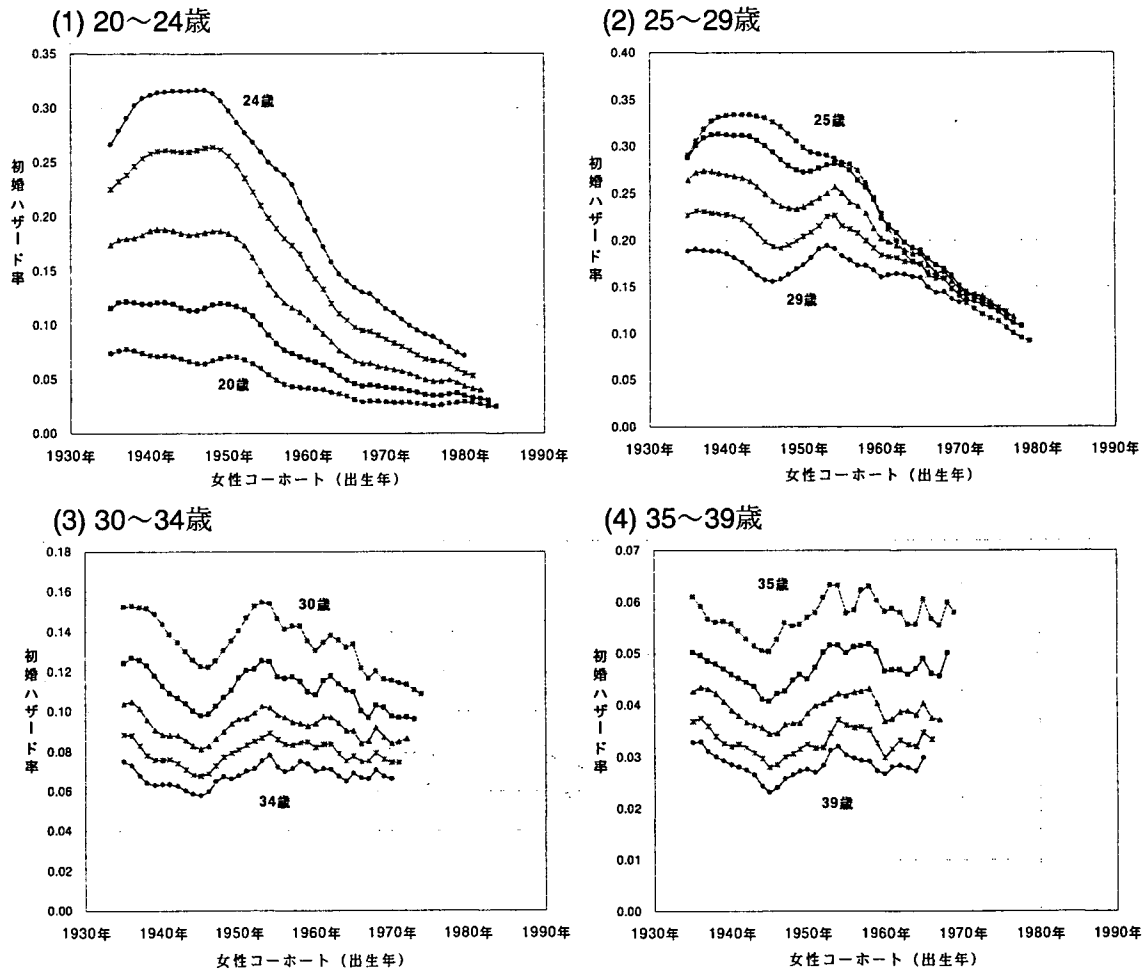 (1) 20～24歳
0.35
0.30
0.25
0.20
0.15
0.10
0.05
0.00
初婚ハザード率
24歳
20歳
1930年 1940年 1950年 1960年 1970年 1980年 1990年
女性コーホート（出生年）
(2) 25～29歳
0.40
0.35
0.30
0.25
0.20
0.15
0.10
0.05
0.00
初婚ハザード率
25歳
29歳
1930年 1940年 1950年 1960年 1970年 1980年 1990年
女性コーホート（出生年）
(3) 30～34歳
0.18
0.16
0.14
0.12
0.10
0.08
0.06
0.04
0.02
0.00
初婚ハザード率
30歳
34歳
1930年 1940年 1950年 1960年 1970年 1980年 1990年
女性コーホート（出生年）
(4) 35～39歳
0.07
0.06
0.05
0.04
0.03
0.02
0.01
0.00
初婚ハザード率
35歳
39歳
1930年 1940年 1950年 1960年 1970年 1980年 1990年
女性コーホート（出生年）